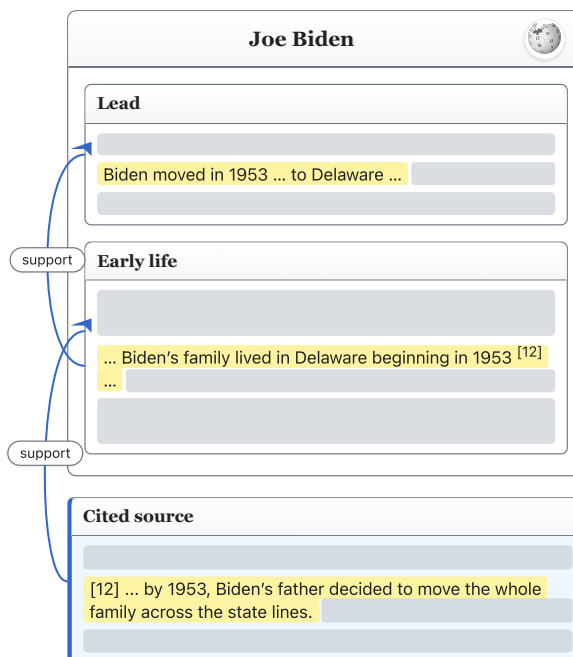 Joe Biden
Lead
Biden moved in 1953 ... to Delaware ...
support
Early life
... Biden’s family lived in Delaware beginning in 1953 [12]
...
support
Cited source
[12] ... by 1953, Biden’s father decided to move the whole
family across the state lines.